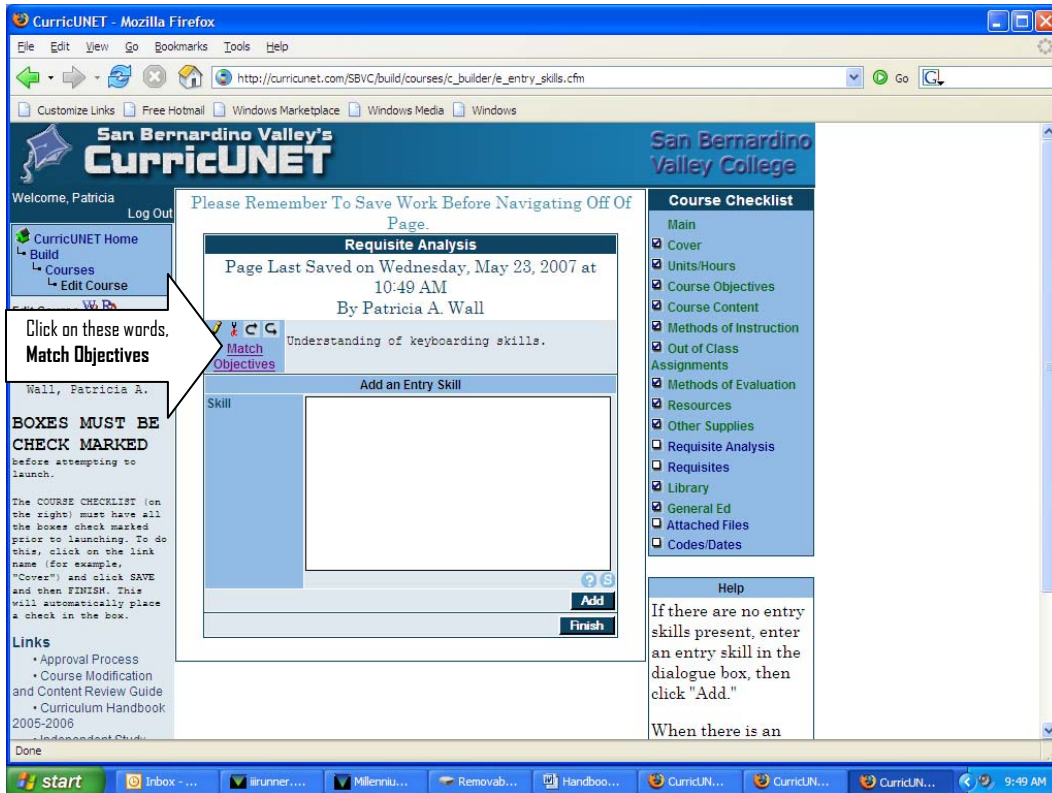 CurricUNET - Mozilla Firefox
File Edit View Go Bookmarks Tools Help
http://curricunet.com/SBVC/build/courses/c_builder/e_entry_skills.cfm
Go
Customize Links Free Hotmail Windows Marketplace Windows Media Windows
San Bernardino Valley's
CurricUNET
San Bernardino
Valley College
Welcome, Patricia
Log Out
CurricUNET Home
Build
Courses
Edit Course
Click on these words,
Match Objectives
Wall, Patricia A.
BOXES MUST BE
CHECK MARKED
before attempting to
launch.
The COURSE CHECKLIST (on
the right) must have all
the boxes check marked
prior to launching. To do
this, click on the link
name (for example,
"Cover") and click SAVE
and then FINISH. This
will automatically place
a check in the box.
Links
• Approval Process
• Course Modification
and Content Review Guide
• Curriculum Handbook
2005-2006
• Independent Study
Please Remember To Save Work Before Navigating Off Of
Page.
Requisite Analysis
Page Last Saved on Wednesday, May 23, 2007 at
10:49 AM
By Patricia A. Wall
Match
Objectives
Understanding of keyboarding skills.
Add an Entry Skill
Skill
? S
Add
Finish
Course Checklist
Main
Cover
Units/Hours
Course Objectives
Course Content
Methods of Instruction
Out of Class
Assignments
Methods of Evaluation
Resources
Other Supplies
Requisite Analysis
Requisites
Library
General Ed
Attached Files
Codes/Dates
Help
If there are no entry
skills present, enter
an entry skill in the
dialogue box, then
click "Add."
When there is an
Done
start Inbox - ... iiirunner.... Millenniu... Removab... Handboo... CurricUN... CurricUN... CurricUN... 9:49 AM